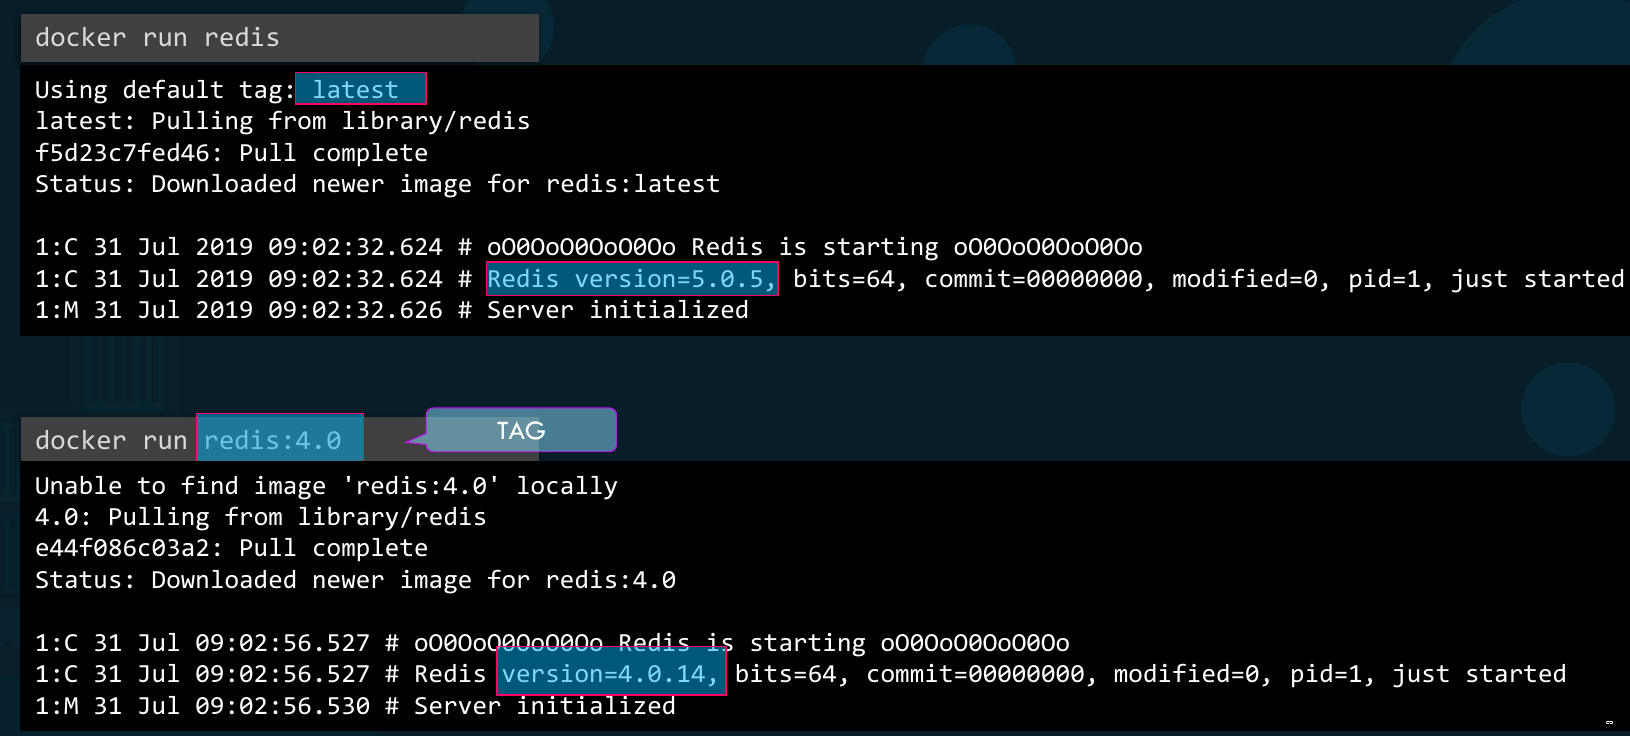 docker run redis
Using default tag: latest
latest: Pulling from library/redis
f5d23c7fed46: Pull complete
Status: Downloaded newer image for redis:latest
1:C 31 Jul 2019 09:02:32.624 # oO0OoO0OoO0Oo Redis is starting oO0OoO0OoO0Oo
1:C 31 Jul 2019 09:02:32.624 # Redis version=5.0.5, bits=64, commit=00000000, modified=0, pid=1, just started
1:M 31 Jul 2019 09:02:32.626 # Server initialized
docker run redis:4.0
TAG
Unable to find image 'redis:4.0' locally
4.0: Pulling from library/redis
e44f086c03a2: Pull complete
Status: Downloaded newer image for redis:4.0
1:C 31 Jul 09:02:56.527 # oO0OoO0OoO0Oo Redis is starting oO0OoO0OoO0Oo
1:C 31 Jul 09:02:56.527 # Redis version=4.0.14, bits=64, commit=00000000, modified=0, pid=1, just started
1:M 31 Jul 09:02:56.530 # Server initialized